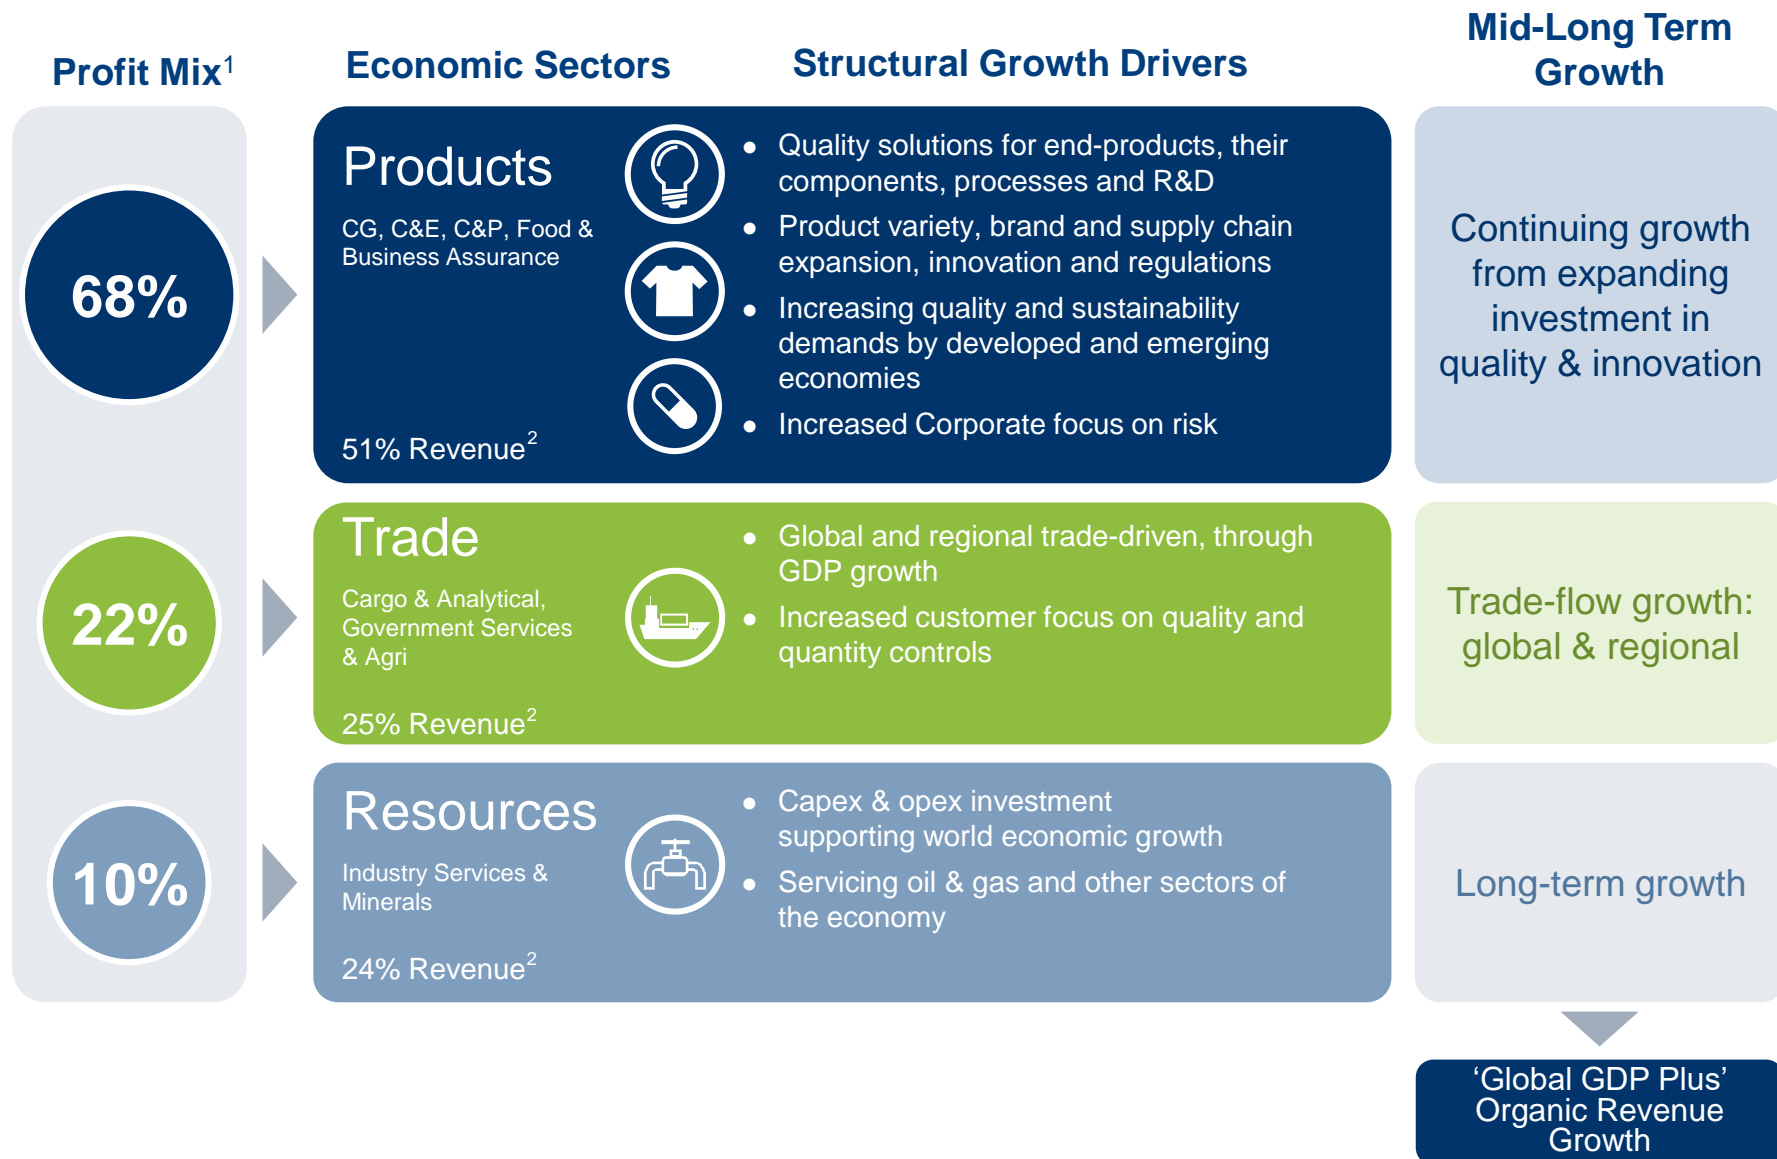 Profit Mix¹
Economic Sectors
Structural Growth Drivers
Mid-Long Term
Growth
68%
Products
CG, C&E, C&P, Food &
Business Assurance
51% Revenue²
● Quality solutions for end-products, their
components, processes and R&D
● Product variety, brand and supply chain
expansion, innovation and regulations
● Increasing quality and sustainability
demands by developed and emerging
economies
● Increased Corporate focus on risk
Continuing growth
from expanding
investment in
quality & innovation
22%
Trade
Cargo & Analytical,
Government Services
& Agri
25% Revenue²
● Global and regional trade-driven, through
GDP growth
● Increased customer focus on quality and
quantity controls
Trade-flow growth:
global & regional
10%
Resources
Industry Services &
Minerals
24% Revenue²
● Capex & opex investment
supporting world economic growth
● Servicing oil & gas and other sectors of
the economy
Long-term growth
‘Global GDP Plus’
Organic Revenue
Growth